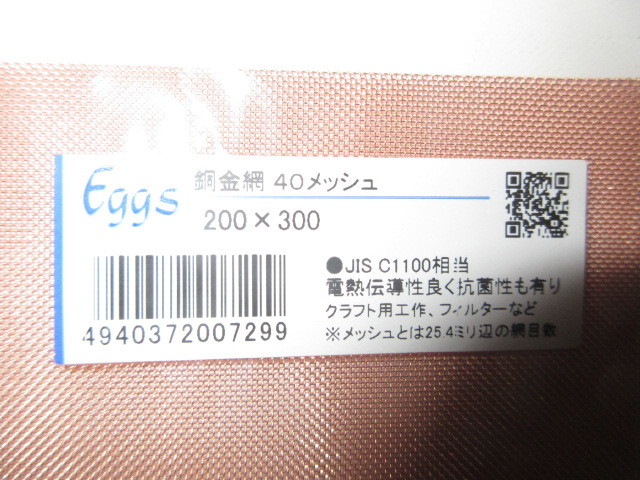 Eggs
銅金網 40メッシュ
200×300
●JIS C1100相当
電熱伝導性良く抗菌性も有り
クラフト用工作、フィルターなど
※メッシュとは25.4ミリ辺の網目数
4940372007299